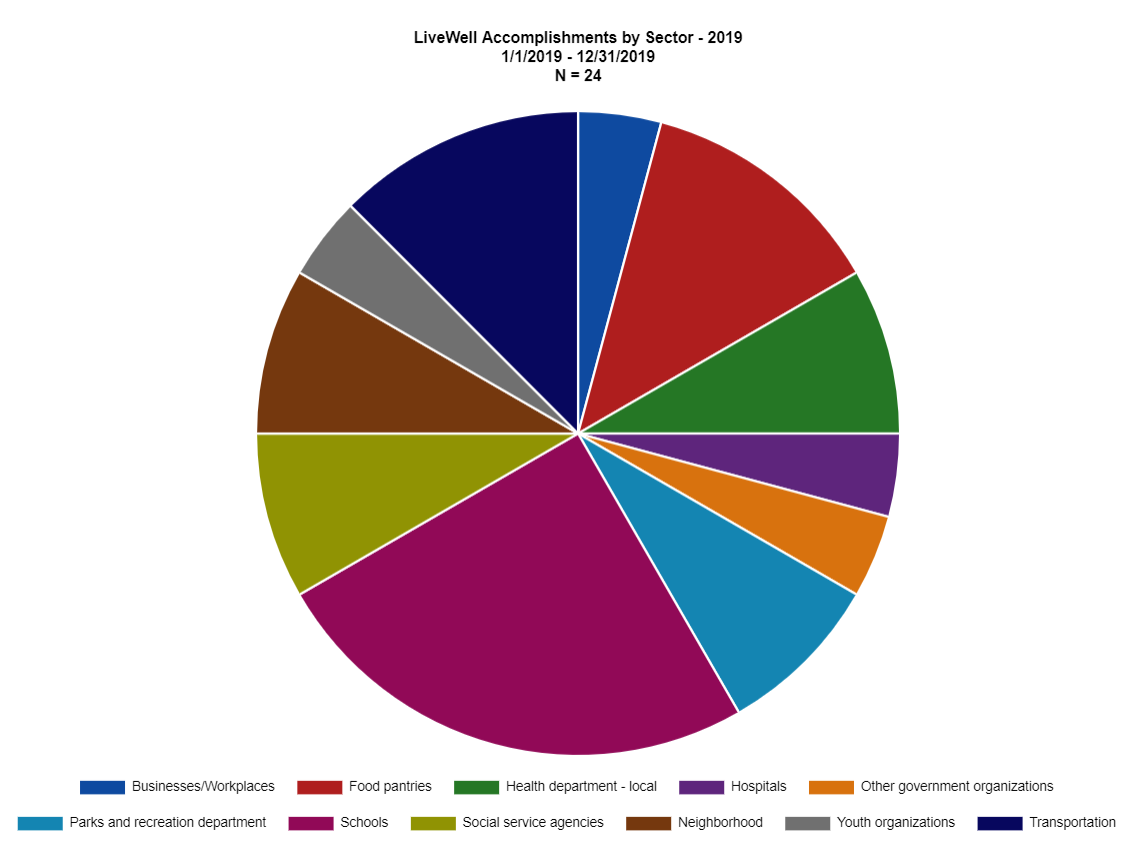 LiveWell Accomplishments by Sector - 2019
1/1/2019 - 12/31/2019
N = 24
Businesses/Workplaces Food pantries Health department - local Hospitals Other government organizations
Parks and recreation department Schools Social service agencies Neighborhood Youth organizations Transportation